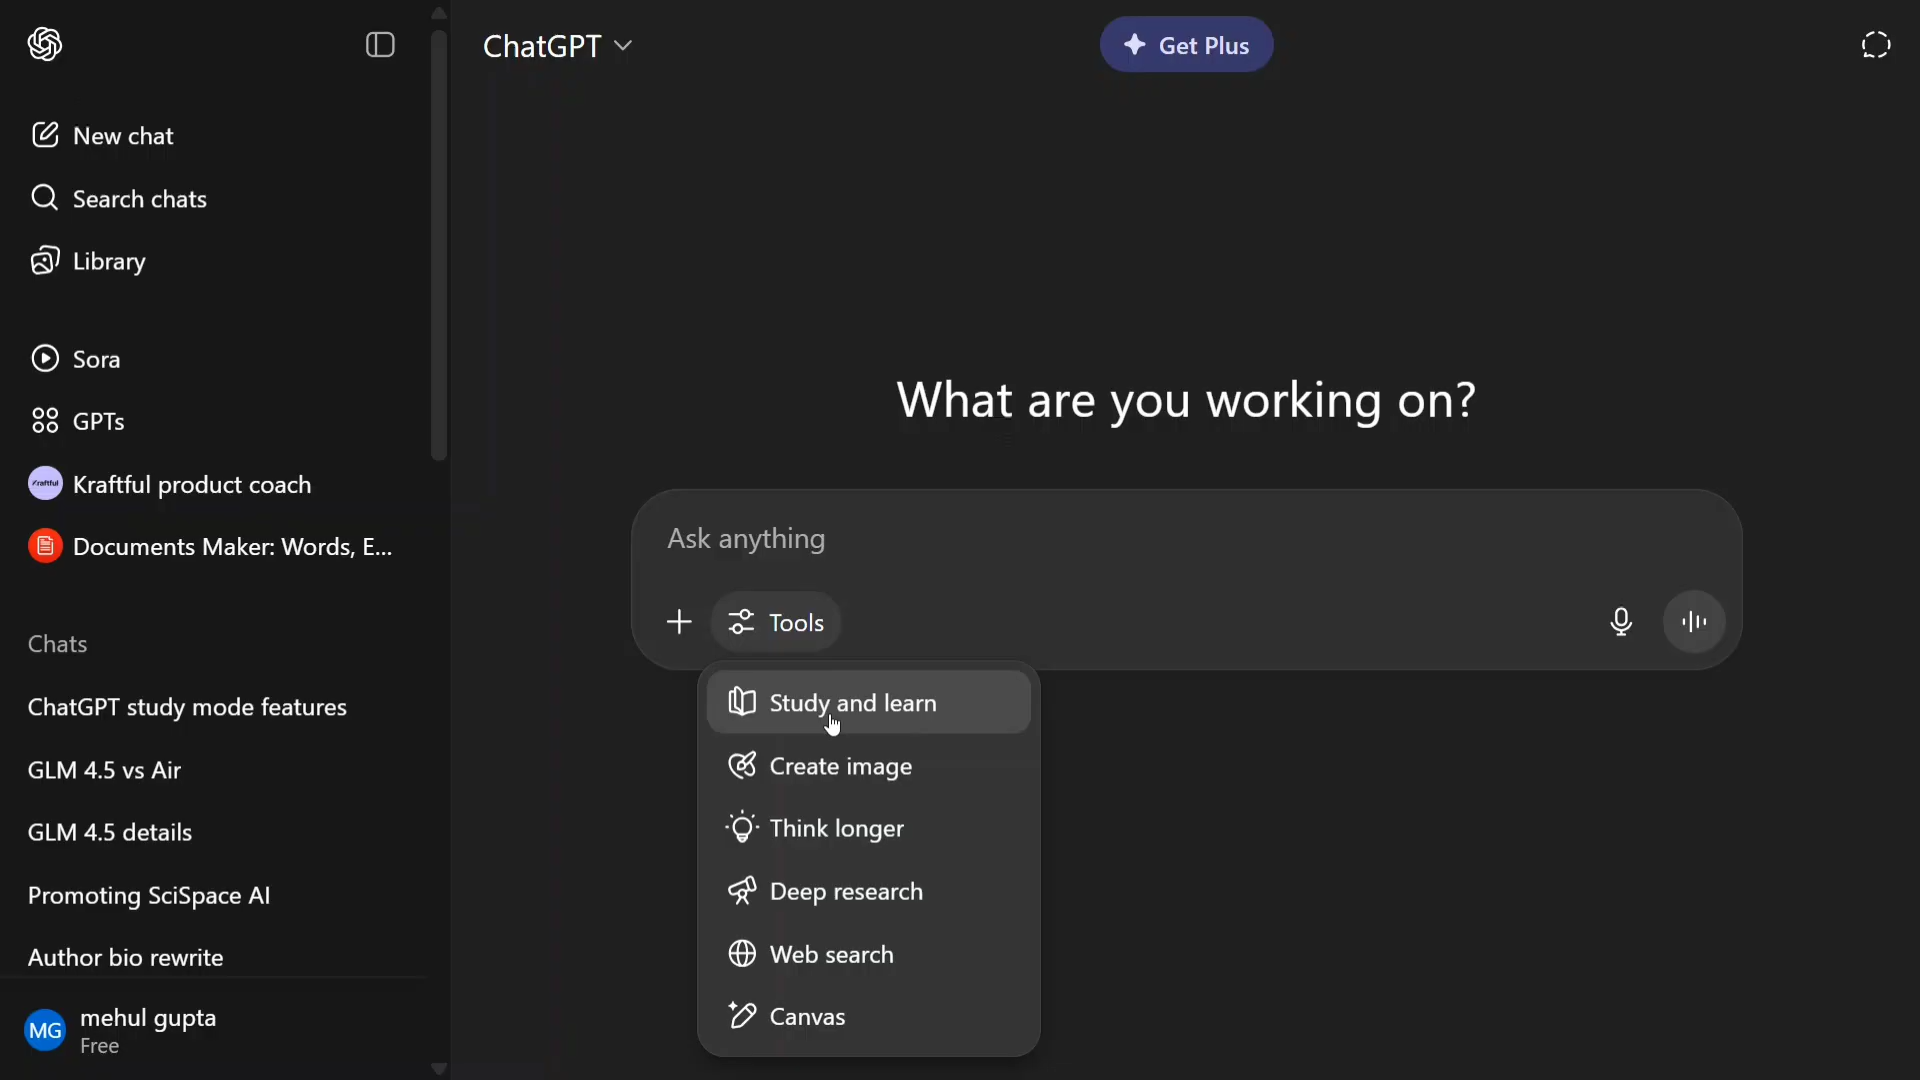 ChatGPT
Get Plus
New chat
Search chats
Library
Sora
GPTs
Kraftful
Kraftful product coach
Documents Maker: Words, E...
Chats
ChatGPT study mode features
GLM 4.5 vs Air
GLM 4.5 details
Promoting SciSpace AI
Author bio rewrite
MG
mehul gupta
Free
What are you working on?
Ask anything
Tools
Study and learn
Create image
Think longer
Deep research
Web search
Canvas